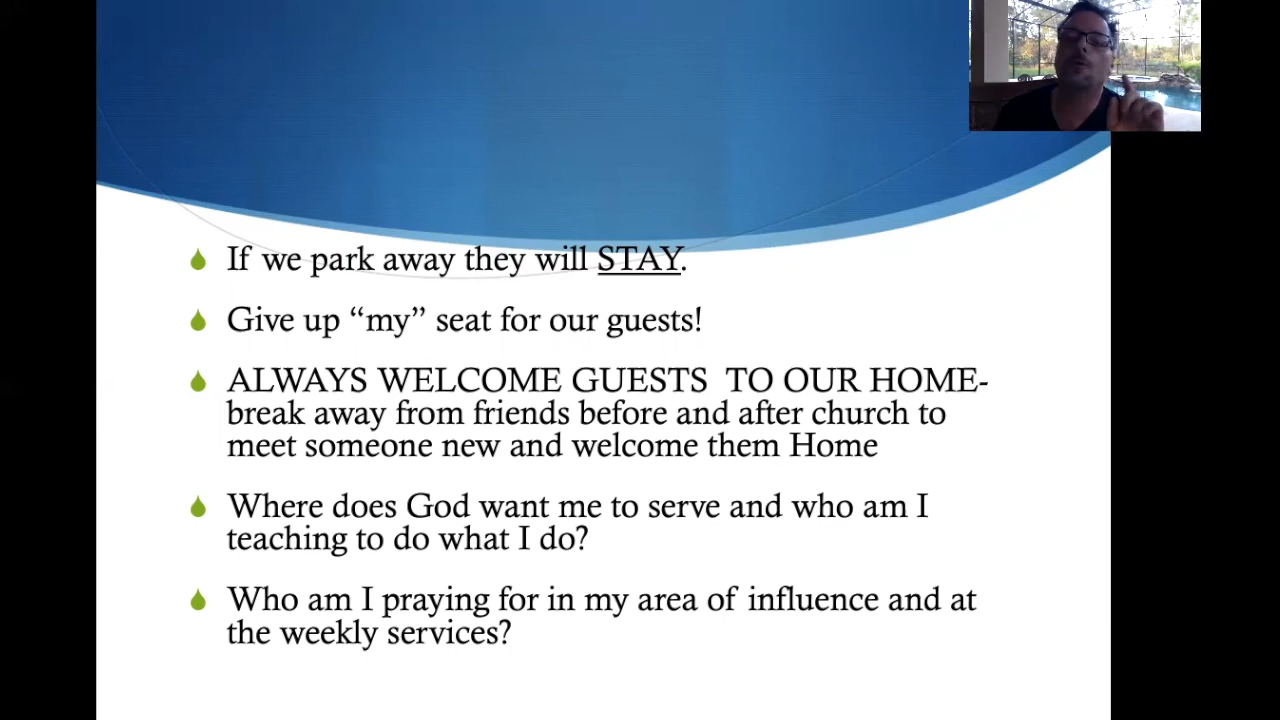 If we park away they will STAY.
Give up “my” seat for our guests!
ALWAYS WELCOME GUESTS TO OUR HOME-
break away from friends before and after church to
meet someone new and welcome them Home
Where does God want me to serve and who am I
teaching to do what I do?
Who am I praying for in my area of influence and at
the weekly services?